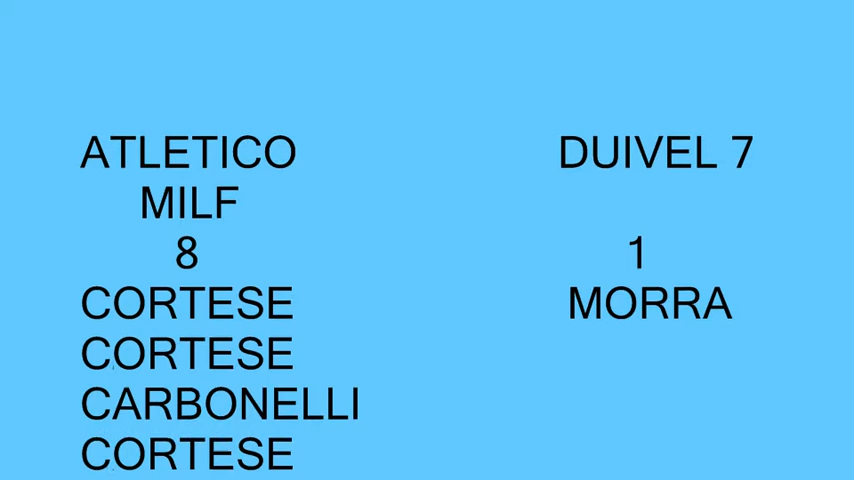 ATLETICO DUIVEL 7
MILF
8 1
CORTESE MORRA
CORTESE
CARBONELLI
CORTESE